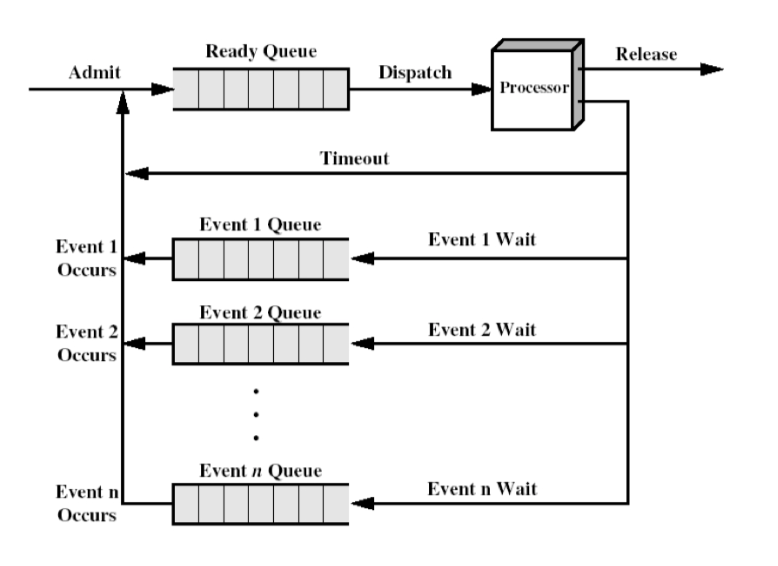 Ready Queue
Admit
Dispatch
Processor
Release
Timeout
Event 1 Queue
Event 1
Occurs
Event 1 Wait
Event 2 Queue
Event 2
Occurs
Event 2 Wait
Event n Queue
Event n
Occurs
Event n Wait